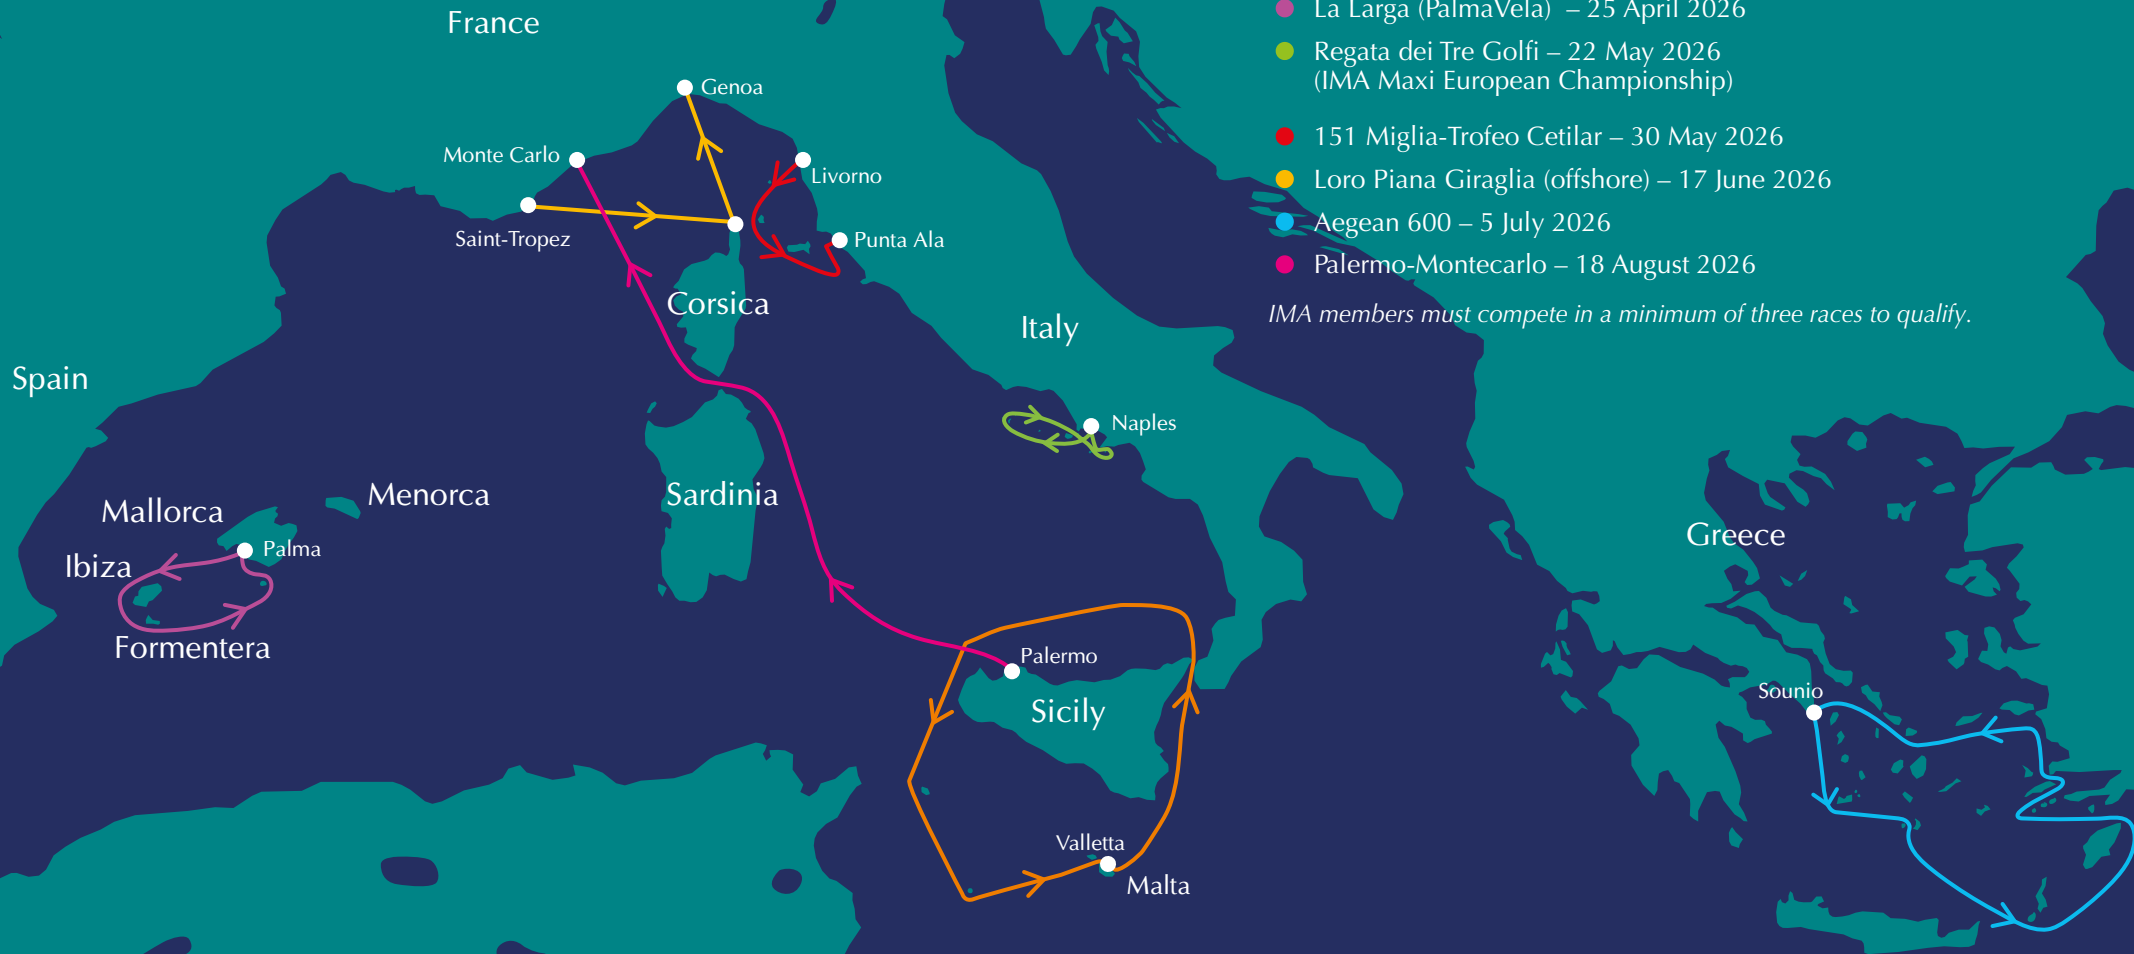 La Larga (PalmaVela) – 25 April 2026
France
Regata dei Tre Golfi – 22 May 2026
(IMA Maxi European Championship)
Genoa
151 Miglia-Trofeo Cetilar – 30 May 2026
Monte Carlo
Livorno
Loro Piana Giraglia (offshore) – 17 June 2026
Aegean 600 – 5 July 2026
Saint-Tropez
Punta Ala
Palermo-Montecarlo – 18 August 2026
Corsica
IMA members must compete in a minimum of three races to qualify.
Italy
Spain
Naples
Menorca
Sardinia
Mallorca
Greece
Palma
Ibiza
Formentera
Palermo
Sounio
Sicily
Valletta
Malta